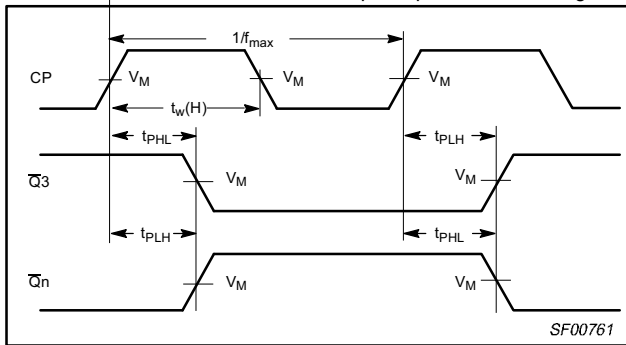 1/fmax
CP
VM
VM
VM
tw(H)
tPHL
tPLH
Q̅3
VM
VM
tPLH
tPHL
Q̅n
VM
VM
SF00761